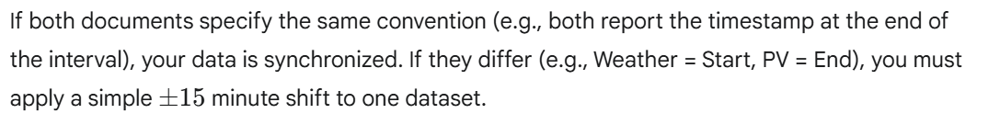 If both documents specify the same convention (e.g., both report the timestamp at the end of
the interval), your data is synchronized. If they differ (e.g., Weather = Start, PV = End), you must
apply a simple ±15 minute shift to one dataset.